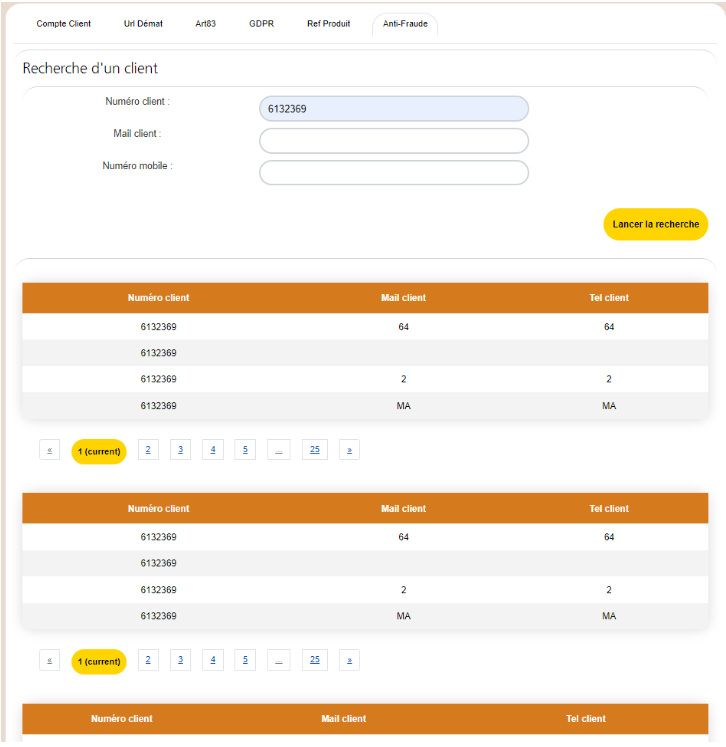 Compte Client Url Démat Art83 GDPR Ref Produit Anti-Fraude
Recherche d'un client
Numéro client : 6132369
Mail client :
Numéro mobile :
Lancer la recherche
Numéro client Mail client Tel client
6132369 64 64
6132369
6132369 2 2
6132369 MA MA
« 1 (current) 2 3 4 5 ... 25 »
Numéro client Mail client Tel client
6132369 64 64
6132369
6132369 2 2
6132369 MA MA
« 1 (current) 2 3 4 5 ... 25 »
Numéro client Mail client Tel client